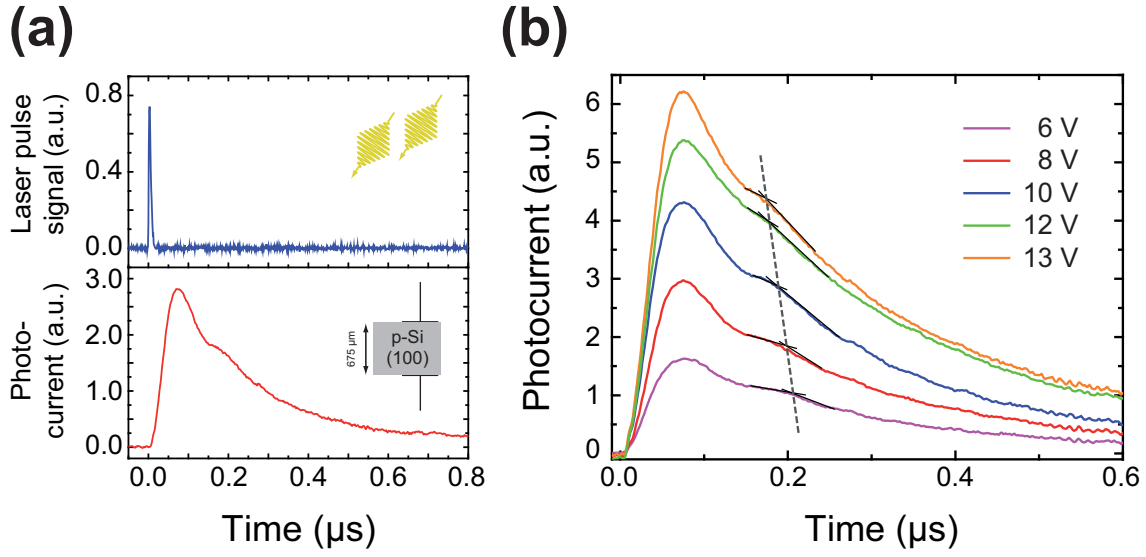 (a)
Laser pulse
signal (a.u.)
0.8
0.4
0.0
Photo-
current (a.u.)
3.0
2.0
1.0
0.0
675 µm
p-Si
(100)
0.0 0.2 0.4 0.6 0.8
Time (µs)
(b)
Photocurrent (a.u.)
6
5
4
3
2
1
0
6 V
8 V
10 V
12 V
13 V
0.0 0.2 0.4 0.6
Time (µs)